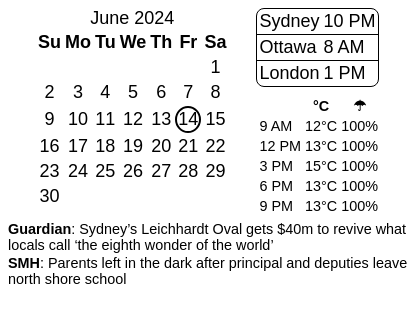 June 2024
Su Mo Tu We Th Fr Sa
1
2 3 4 5 6 7 8
9 10 11 12 13 14 15
16 17 18 19 20 21 22
23 24 25 26 27 28 29
30
Sydney 10 PM
Ottawa 8 AM
London 1 PM
°C ☂
9 AM 12°C 100%
12 PM 13°C 100%
3 PM 15°C 100%
6 PM 13°C 100%
9 PM 13°C 100%
Guardian: Sydney’s Leichhardt Oval gets $40m to revive what
locals call ‘the eighth wonder of the world’
SMH: Parents left in the dark after principal and deputies leave
north shore school